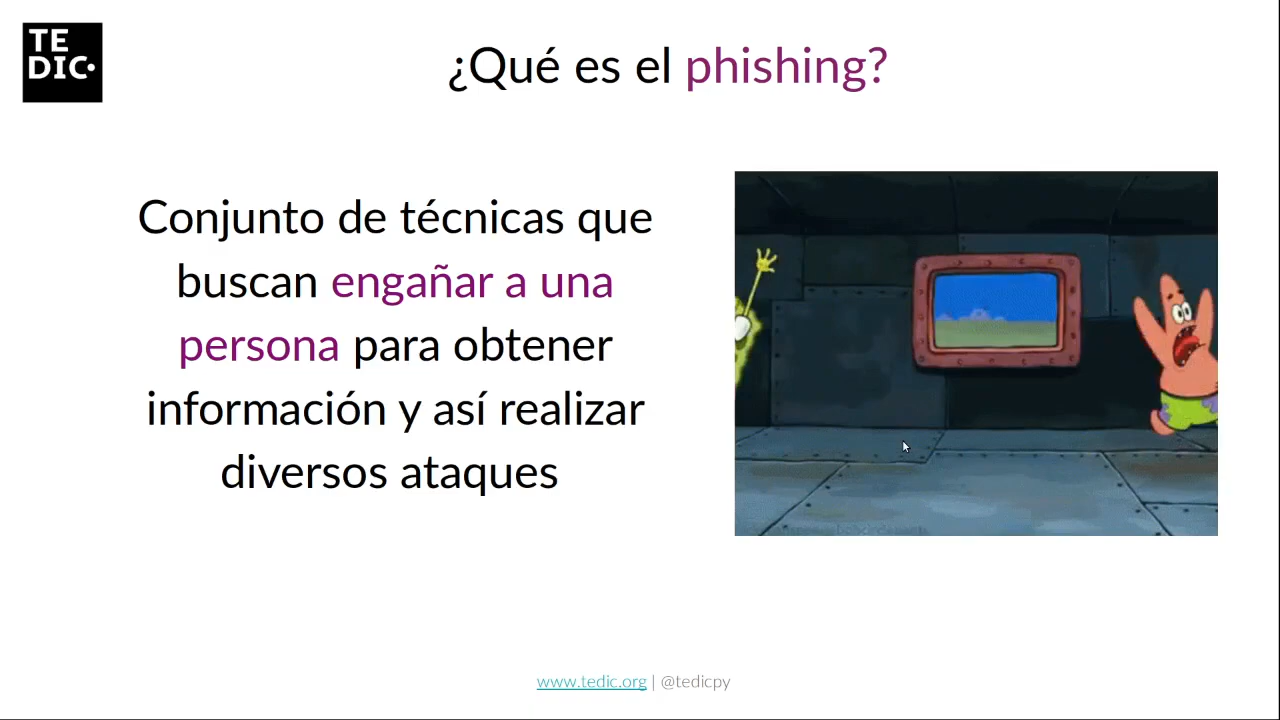 TE
DIC
¿Qué es el phishing?
Conjunto de técnicas que
buscan engañar a una
persona para obtener
información y así realizar
diversos ataques
www.tedic.org | @tedicpy